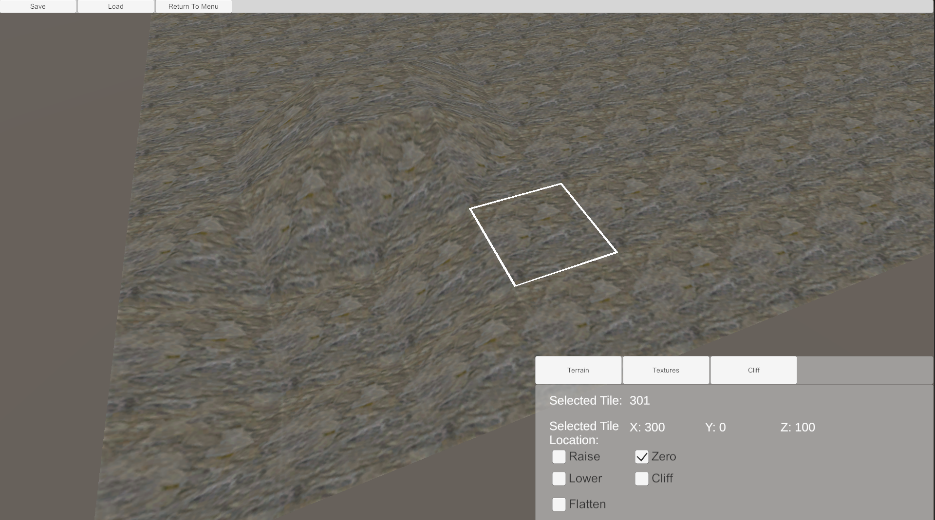 Save Load Return To Menu
Terrain Textures Cliff
Selected Tile: 301
Selected Tile Location: X: 300 Y: 0 Z: 100
Raise Zero
Lower Cliff
Flatten